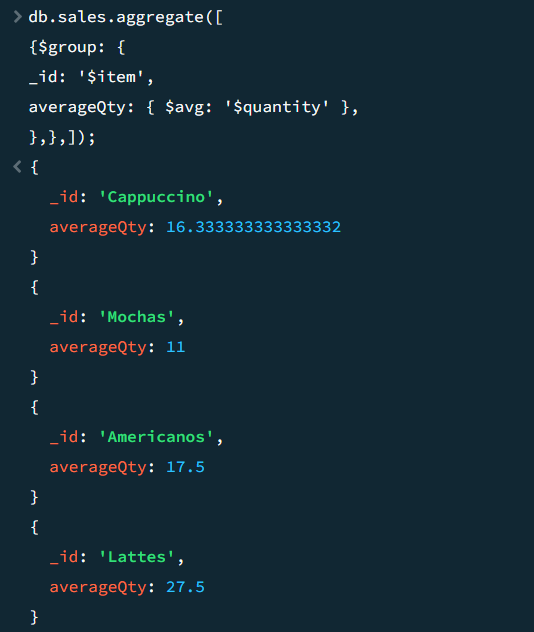 db.sales.aggregate([
{$group: {
_id: '$item',
averageQty: { $avg: '$quantity' },
},},]);
{
_id: 'Cappuccino',
averageQty: 16.333333333333332
}
{
_id: 'Mochas',
averageQty: 11
}
{
_id: 'Americanos',
averageQty: 17.5
}
{
_id: 'Lattes',
averageQty: 27.5
}